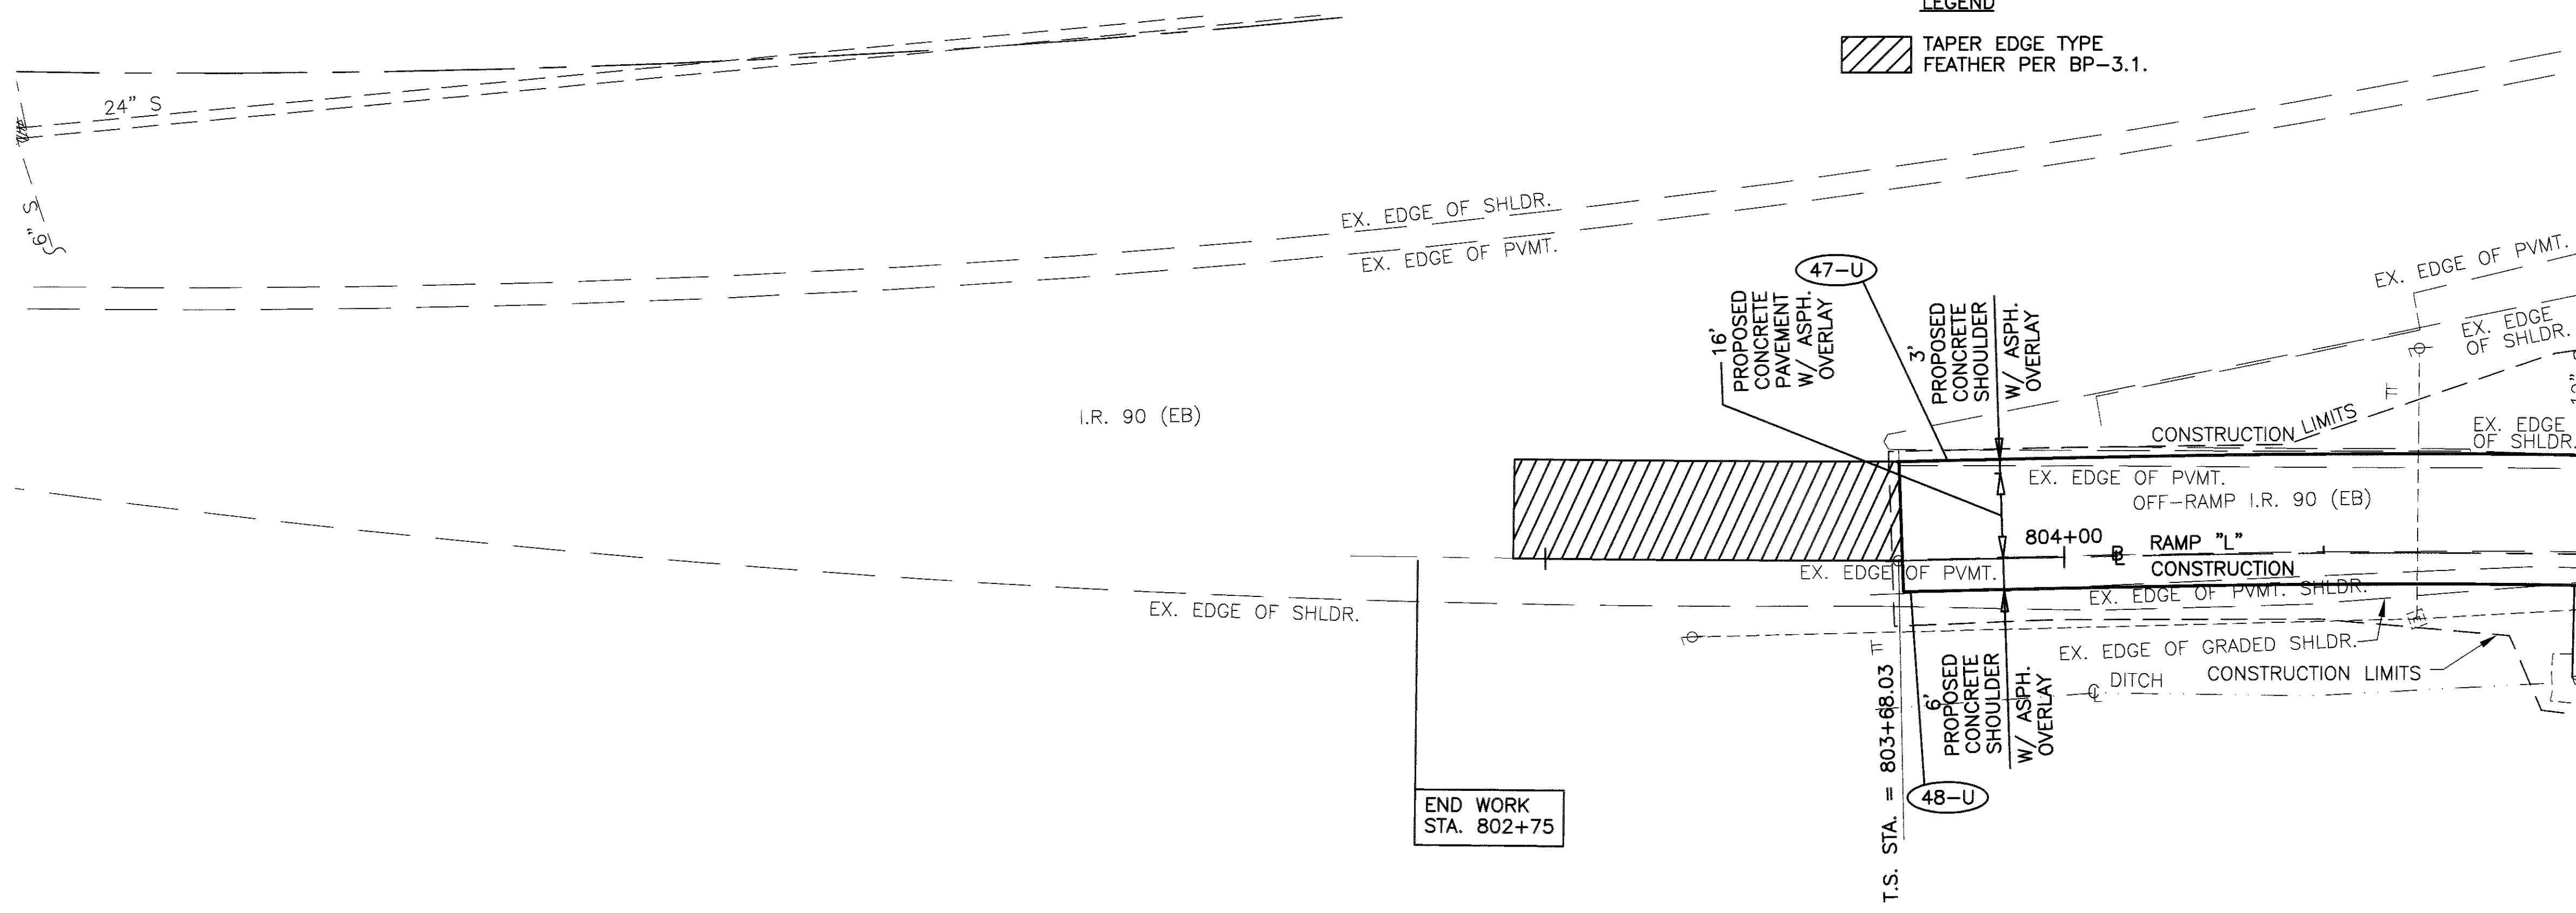 LEGEND
TAPER EDGE TYPE
FEATHER PER BP-3.1.
24" S
6" S
EX. EDGE OF SHLDR.
EX. EDGE OF PVMT.
I.R. 90 (EB)
47-U
16'
PROPOSED
CONCRETE
PAVEMENT
W/ ASPH.
OVERLAY
3'
PROPOSED
CONCRETE
SHOULDER
W/ ASPH.
OVERLAY
EX. EDGE OF PVMT.
EX. EDGE
OF SHLDR.
CONSTRUCTION LIMITS
EX. EDGE
OF SHLDR.
EX. EDGE OF PVMT.
OFF-RAMP I.R. 90 (EB)
804+00
RAMP "L"
CONSTRUCTION
EX. EDGE OF PVMT.
EX. EDGE OF PVMT. SHLDR.
EX. EDGE OF SHLDR.
EX. EDGE OF GRADED SHLDR.
DITCH
CONSTRUCTION LIMITS
6'
PROPOSED
CONCRETE
SHOULDER
W/ ASPH.
OVERLAY
T.S. STA. = 803+68.03
48-U
END WORK
STA. 802+75